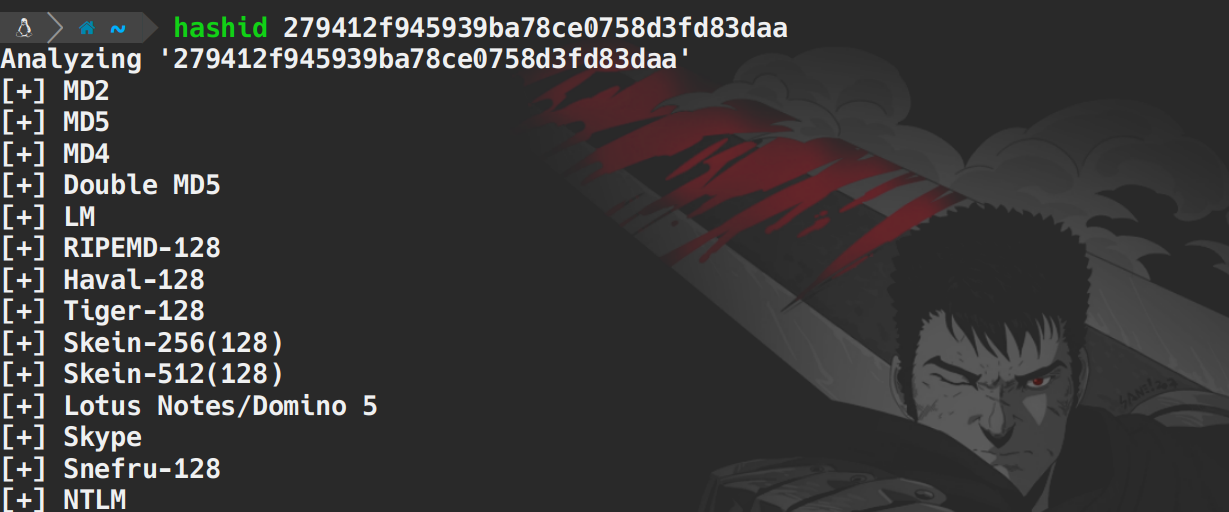 ~ hashid 279412f945939ba78ce0758d3fd83daa
Analyzing '279412f945939ba78ce0758d3fd83daa'
[+] MD2
[+] MD5
[+] MD4
[+] Double MD5
[+] LM
[+] RIPEMD-128
[+] Haval-128
[+] Tiger-128
[+] Skein-256(128)
[+] Skein-512(128)
[+] Lotus Notes/Domino 5
[+] Skype
[+] Snefru-128
[+] NTLM